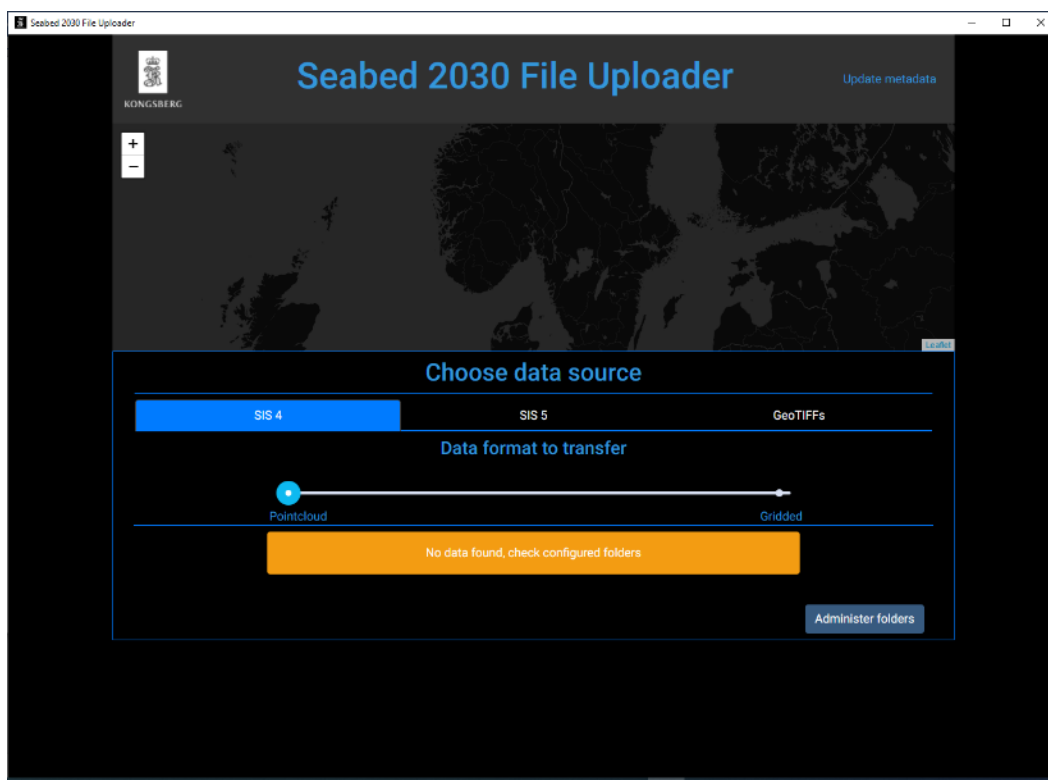 Seabed 2030 File Uploader
KONGSBERG
Seabed 2030 File Uploader
Update metadata
+
−
Leaflet
Choose data source
SIS 4
SIS 5
GeoTIFFs
Data format to transfer
Pointcloud
Gridded
No data found, check configured folders
Administer folders